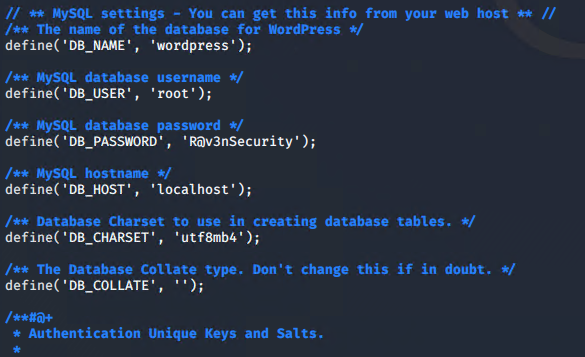 // ** MySQL settings - You can get this info from your web host ** //
/** The name of the database for WordPress */
define('DB_NAME', 'wordpress');
/** MySQL database username */
define('DB_USER', 'root');
/** MySQL database password */
define('DB_PASSWORD', 'R@v3nSecurity');
/** MySQL hostname */
define('DB_HOST', 'localhost');
/** Database Charset to use in creating database tables. */
define('DB_CHARSET', 'utf8mb4');
/** The Database Collate type. Don't change this if in doubt. */
define('DB_COLLATE', '');
/**#@+
 * Authentication Unique Keys and Salts.
 *